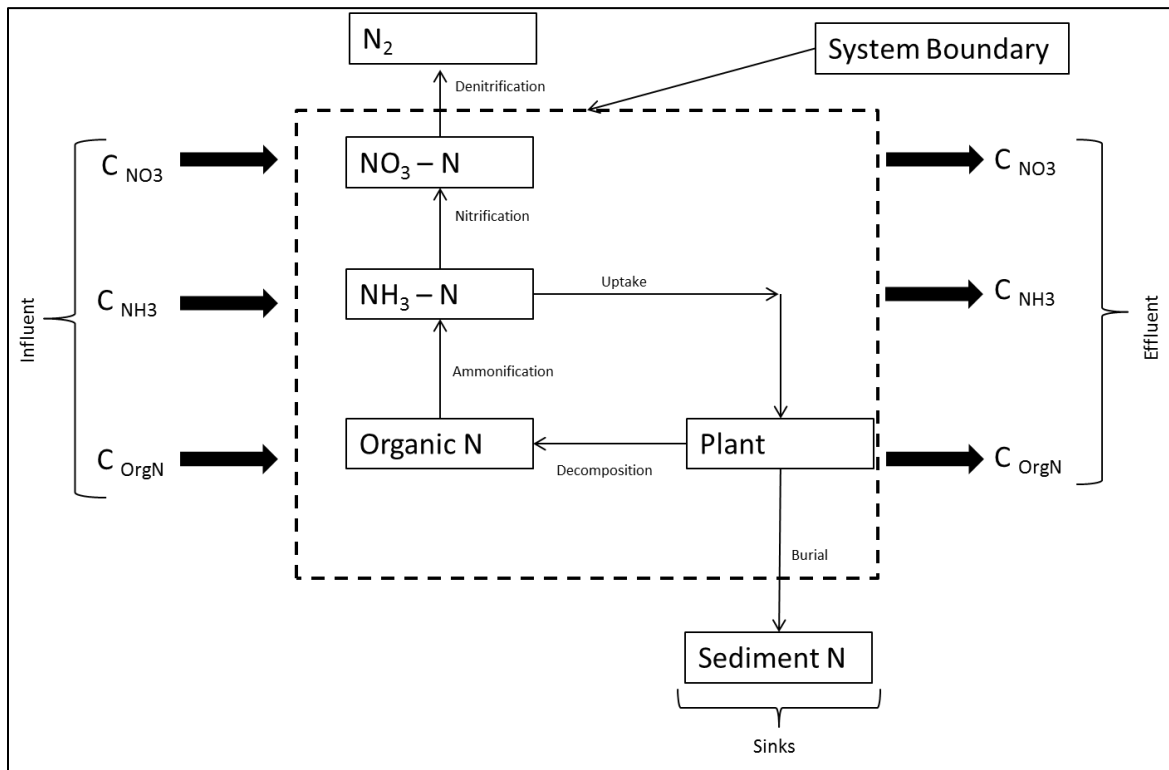 N₂
System Boundary
Denitrification
C NO3
NO₃ – N
C NO3
Nitrification
C NH3
NH₃ – N
Uptake
C NH3
Influent
Effluent
Ammonification
C OrgN
Organic N
Decomposition
Plant
C OrgN
Burial
Sediment N
Sinks